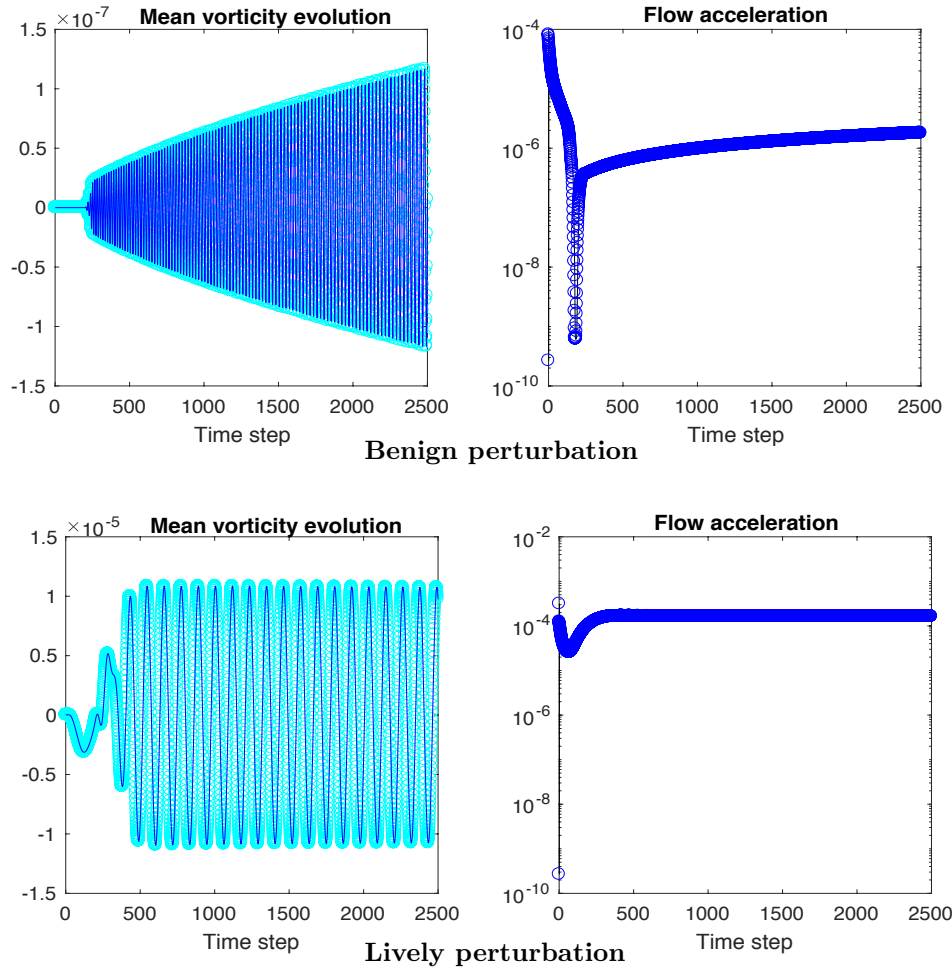 Mean vorticity evolution
×10⁻⁷
1.5
1
0.5
0
-0.5
-1
-1.5
0 500 1000 1500 2000 2500
Time step
Flow acceleration
10⁻⁴
10⁻⁶
10⁻⁸
10⁻¹⁰
0 500 1000 1500 2000 2500
Time step
Benign perturbation
Mean vorticity evolution
×10⁻⁵
1.5
1
0.5
0
-0.5
-1
-1.5
0 500 1000 1500 2000 2500
Time step
Flow acceleration
10⁻²
10⁻⁴
10⁻⁶
10⁻⁸
10⁻¹⁰
0 500 1000 1500 2000 2500
Time step
Lively perturbation